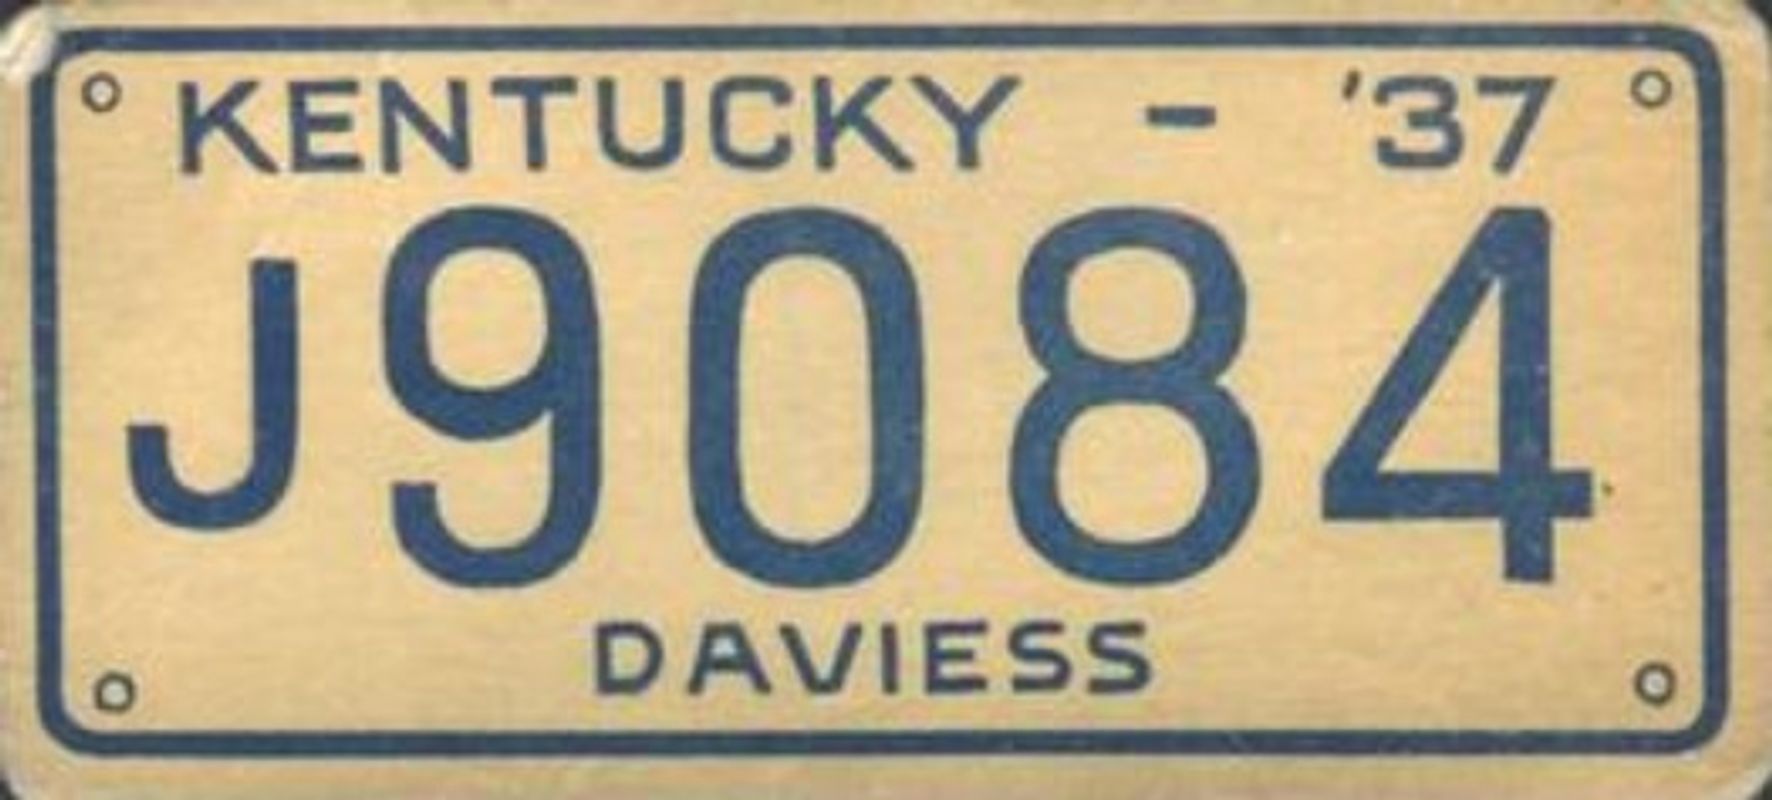 KENTUCKY - '37
J9084
DAVIESS